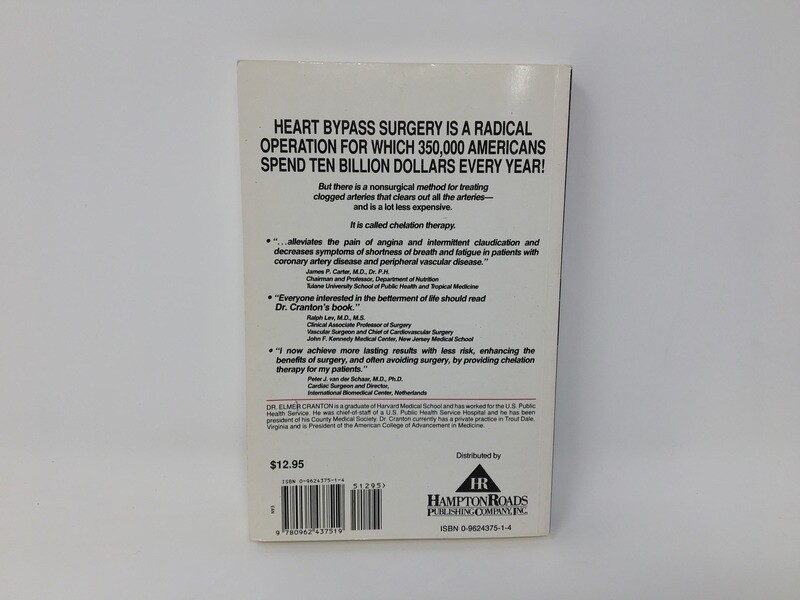 HEART BYPASS SURGERY IS A RADICAL
OPERATION FOR WHICH 350,000 AMERICANS
SPEND TEN BILLION DOLLARS EVERY YEAR!
But there is a nonsurgical method for treating
clogged arteries that clears out all the arteries—
and is a lot less expensive.
It is called chelation therapy.
• “. . .alleviates the pain of angina and intermittent claudication and
decreases symptoms of shortness of breath and fatigue in patients with
coronary artery disease and peripheral vascular disease.”
James P. Carter, M.D., Dr. P.H.
Chairman and Professor, Department of Nutrition
Tulane University School of Public Health and Tropical Medicine
• “Everyone interested in the betterment of life should read
Dr. Cranton's book.”
Ralph Lev, M.D., M.S.
Clinical Associate Professor of Surgery
Vascular Surgeon and Chief of Cardiovascular Surgery
John F. Kennedy Medical Center, New Jersey Medical School
• “I now achieve more lasting results with less risk, enhancing the
benefits of surgery, and often avoiding surgery, by providing chelation
therapy for my patients.”
Peter J. van der Schaar, M.D., Ph.D.
Cardiac Surgeon and Director,
International Biomedical Center, Netherlands
DR. ELMER CRANTON is a graduate of Harvard Medical School and has worked for the U.S. Public
Health Service. He was chief-of-staff of a U.S. Public Health Service Hospital and he has been
president of his County Medical Society. Dr. Cranton currently has a private practice in Trout Dale,
Virginia and is President of the American College of Advancement in Medicine.
$12.95
ISBN 0-9624375-1-4
51295>
9 780962 437519
EAN
Distributed by
HR
HAMPTON ROADS
PUBLISHING COMPANY, INC.
ISBN 0-9624375-1-4